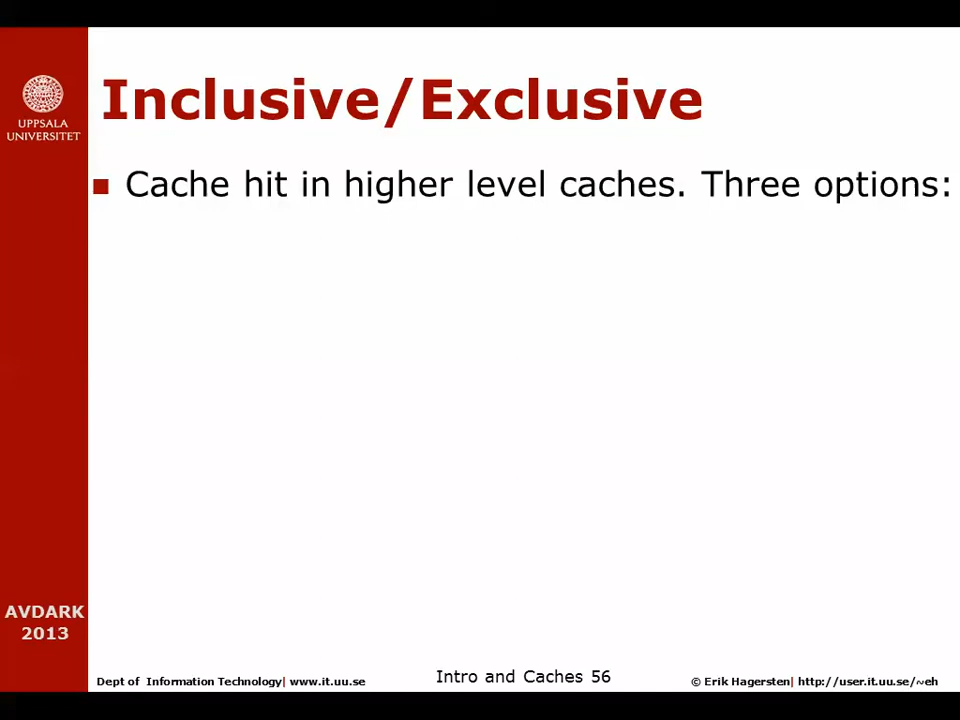 UPPSALA
UNIVERSITET
Inclusive/Exclusive
Cache hit in higher level caches. Three options:
AVDARK
2013
Dept of Information Technology| www.it.uu.se
Intro and Caches 56
© Erik Hagersten| http://user.it.uu.se/~eh